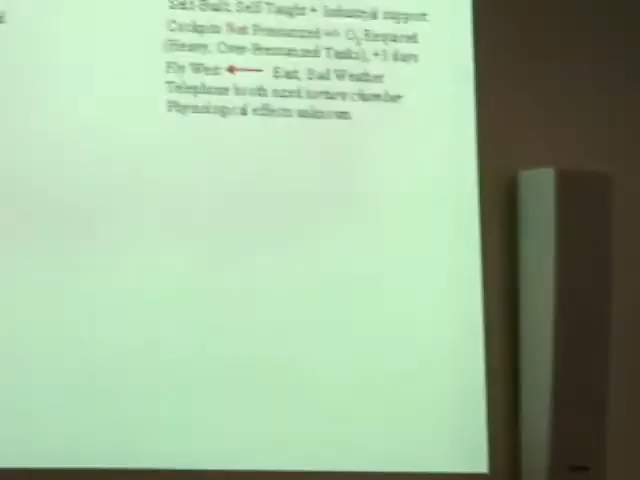 Self-Built, Self Taught + Industrial support
Cockpits Not Pressurized => O2 Required
(Heavy, Over-Pressurized Tanks), +3 days
Fly West East, Bad Weather
Telephone booth sized torture chamber
Physiological effects unknown